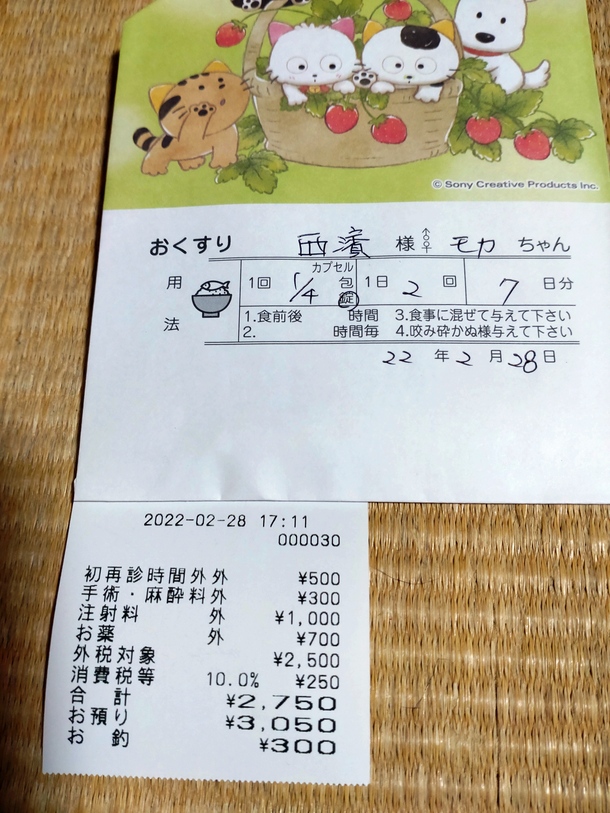 © Sony Creative Products Inc.
おくすり 西濱 様 ♂♀ モカ ちゃん
用法
1回 1/4 カプセル 包 錠 1日 2 回 7 日分
1.食前後 時間 3.食事に混ぜて下さい
2. 時間毎 4.咬み砕かぬ様与えて下さい
22 年 2 月 28 日
2022-02-28 17:11
000030
初再診時間外外 ¥500
手術・麻酔料外 ¥300
注射料 外 ¥1,000
お薬 外 ¥700
外税対象 ¥2,500
消費税等 10.0% ¥250
合 計 ¥2,750
お預り ¥3,050
お 釣 ¥300